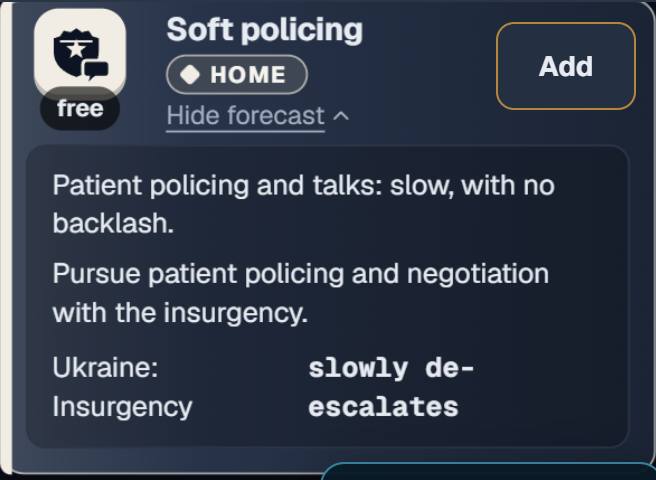 Soft policing
HOME
free
Add
Hide forecast
Patient policing and talks: slow, with no
backlash.
Pursue patient policing and negotiation
with the insurgency.
Ukraine: slowly de-
Insurgency escalates